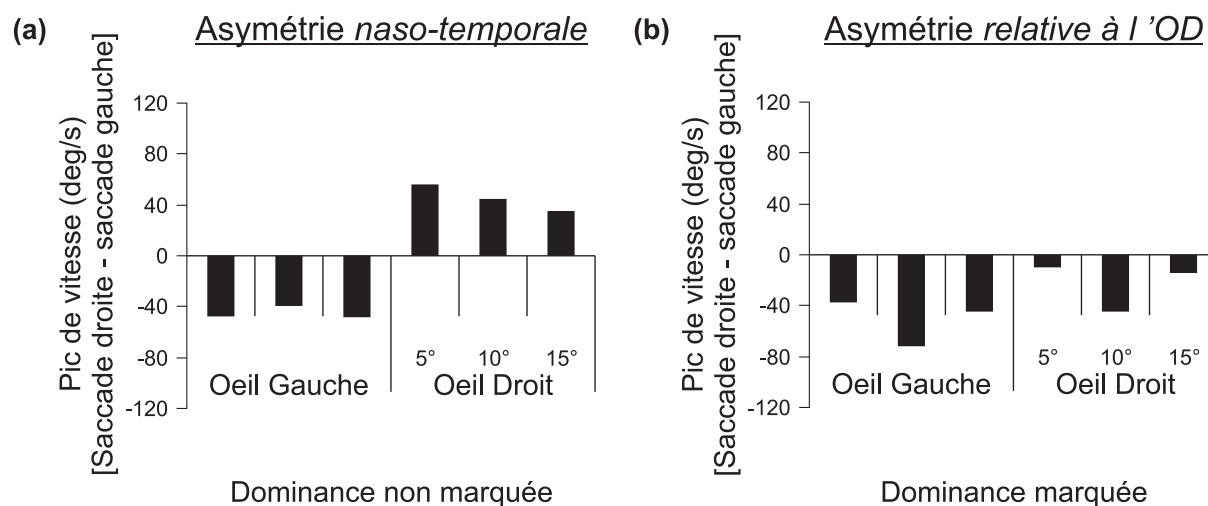 (a)
Asymétrie naso-temporale
Pic de vitesse (deg/s)
[Saccade droite - saccade gauche]
120
80
40
0
-40
-80
-120
5° 10° 15°
Oeil Gauche Oeil Droit
Dominance non marquée
(b)
Asymétrie relative à l 'OD
Pic de vitesse (deg/s)
[Saccade droite - saccade gauche]
120
80
40
0
-40
-80
-120
5° 10° 15°
Oeil Gauche Oeil Droit
Dominance marquée